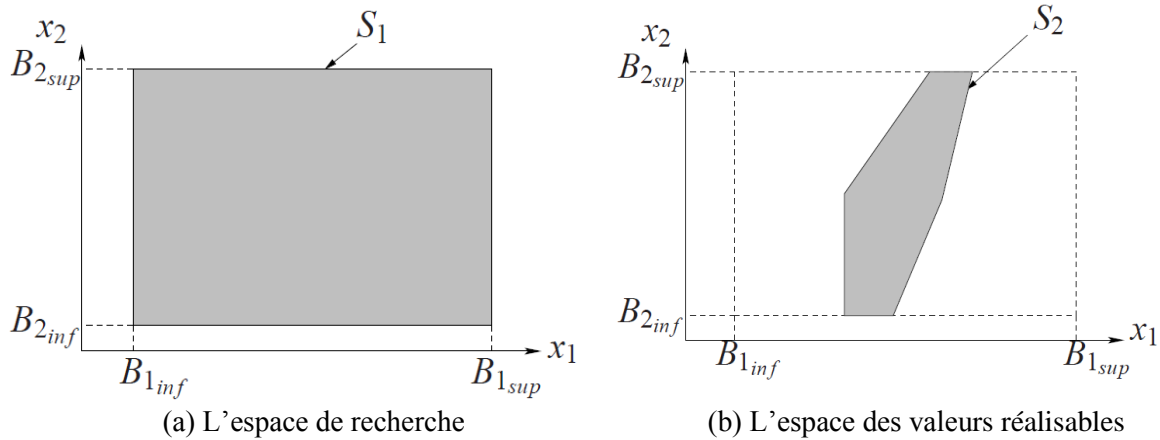 x₂
S₁
B₂ₛᵤₚ
B₂ᵢₙf
x₁
B₁ᵢₙf
B₁ₛᵤₚ
(a) L'espace de recherche
x₂
S₂
B₂ₛᵤₚ
B₂ᵢₙf
x₁
B₁ᵢₙf
B₁ₛᵤₚ
(b) L'espace des valeurs réalisables